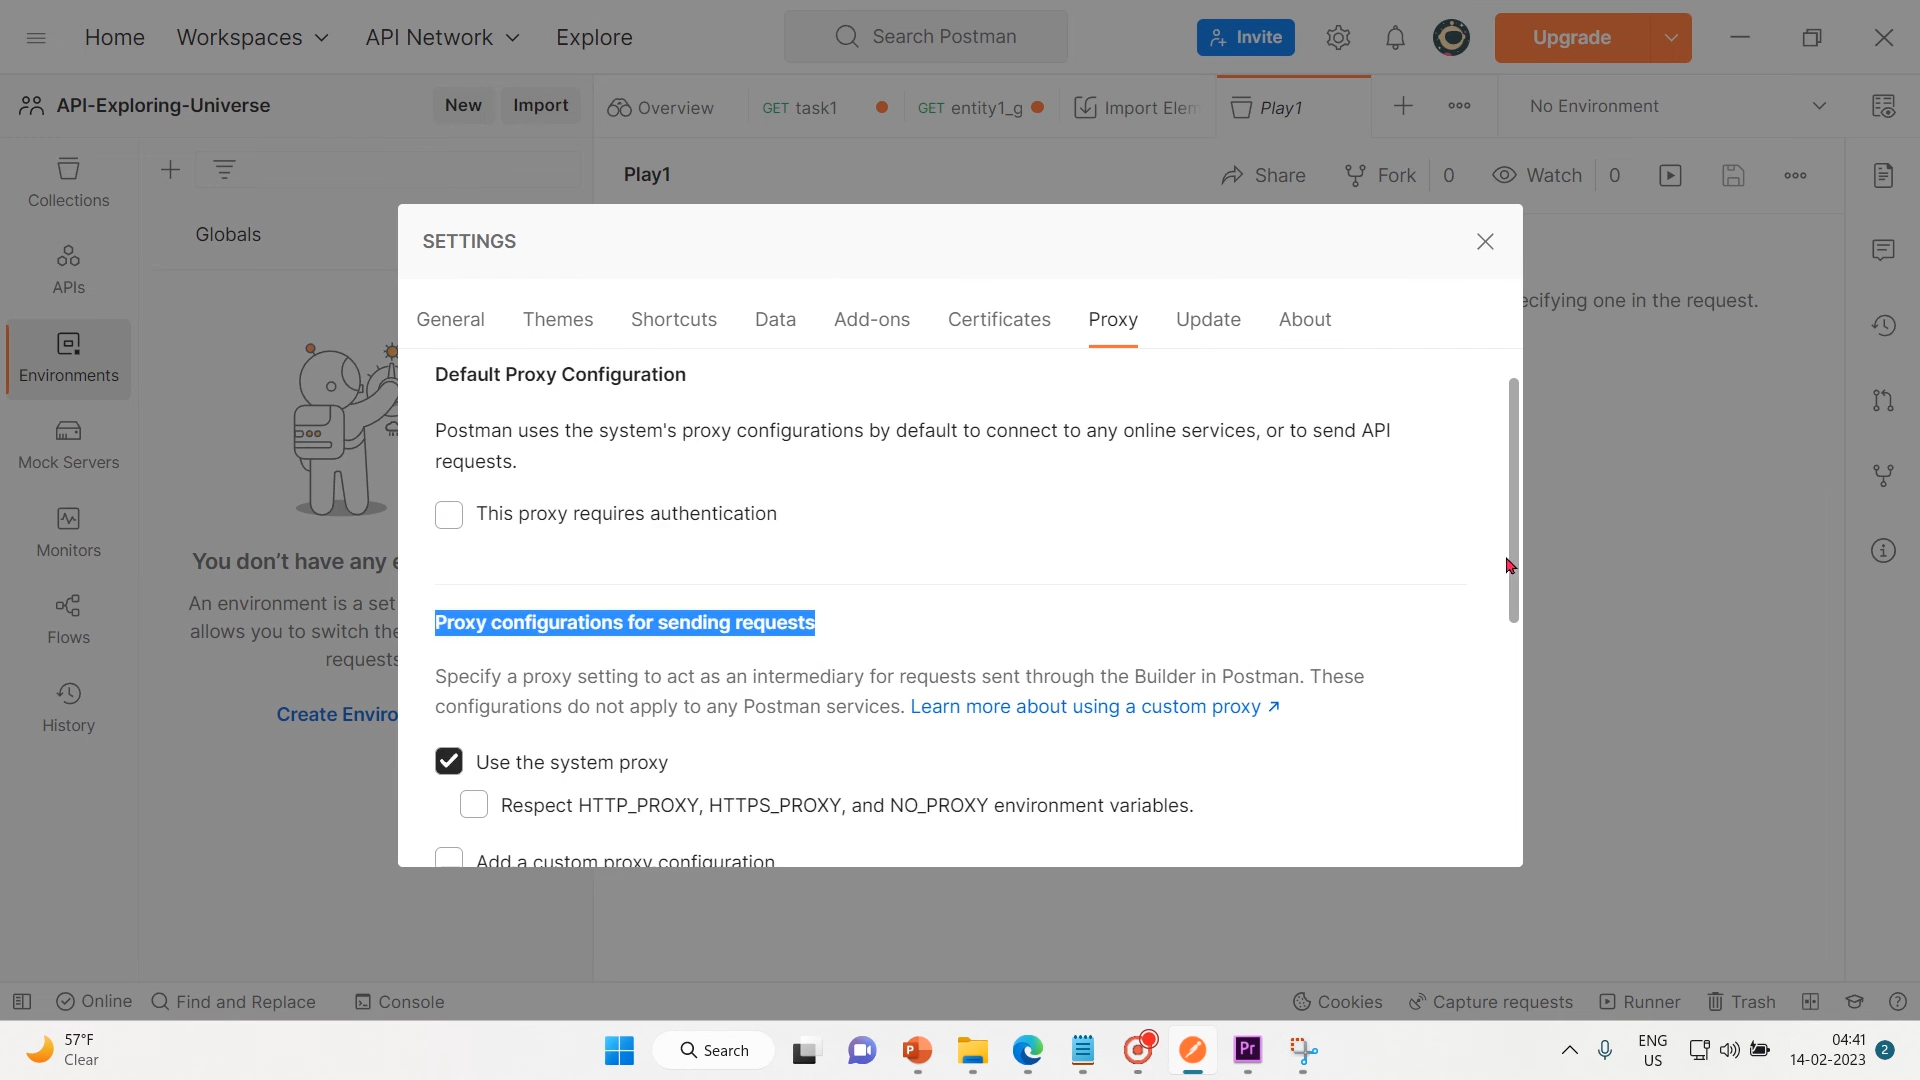 Home
Workspaces
API Network
Explore
Search Postman
Invite
Upgrade
API-Exploring-Universe
New
Import
Overview
GET task1
GET entity1_g
Import Elem
Play1
No Environment
Collections
APIs
Environments
Mock Servers
Monitors
Flows
History
Globals
You don't have any e
An environment is a set
allows you to switch the
requests
Create Enviro
Play1
Share
Fork
0
Watch
0
ecifying one in the request.
SETTINGS
General
Themes
Shortcuts
Data
Add-ons
Certificates
Proxy
Update
About
Default Proxy Configuration
Postman uses the system's proxy configurations by default to connect to any online services, or to send API
requests.
This proxy requires authentication
Proxy configurations for sending requests
Specify a proxy setting to act as an intermediary for requests sent through the Builder in Postman. These
configurations do not apply to any Postman services. Learn more about using a custom proxy ↗
Use the system proxy
Respect HTTP_PROXY, HTTPS_PROXY, and NO_PROXY environment variables.
Add a custom proxy configuration
Online
Find and Replace
Console
Cookies
Capture requests
Runner
Trash
57°F
Clear
Search
P
Pr
ENG
US
04:41
14-02-2023
2